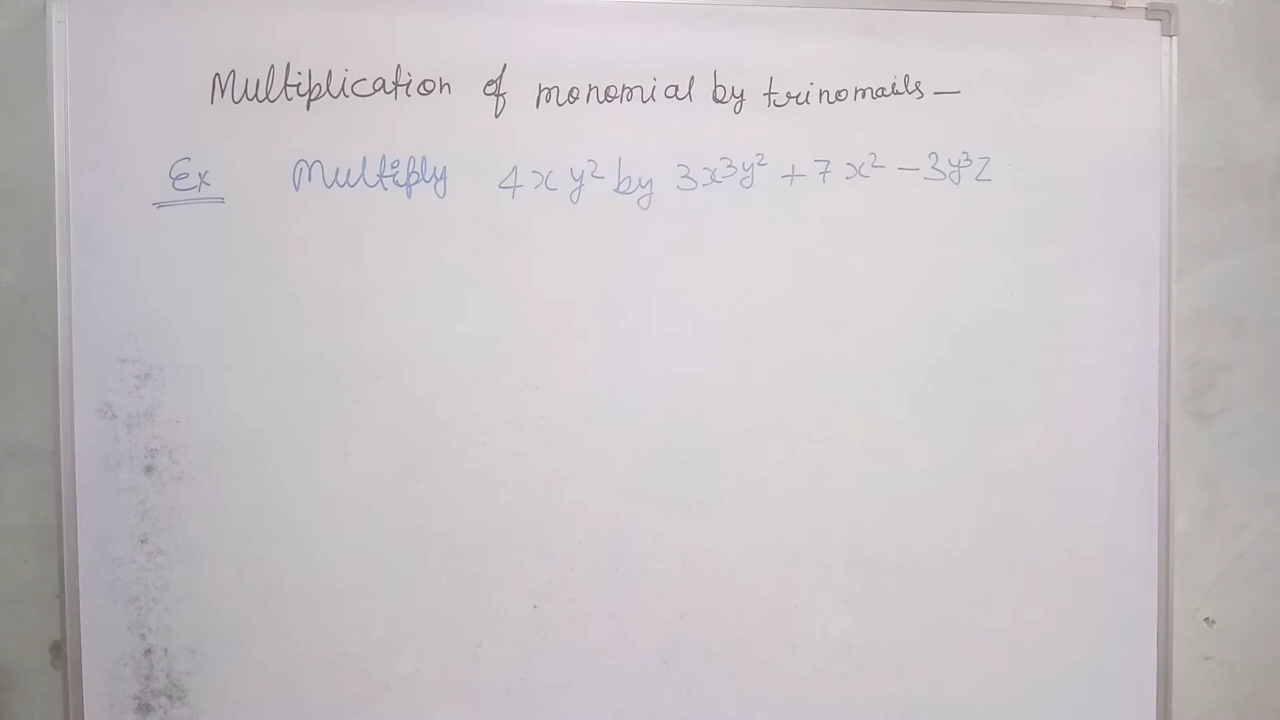 Multiplication of monomial by trinomails —
Ex Multiply 4xy² by 3x³y² + 7x² - 3y³z